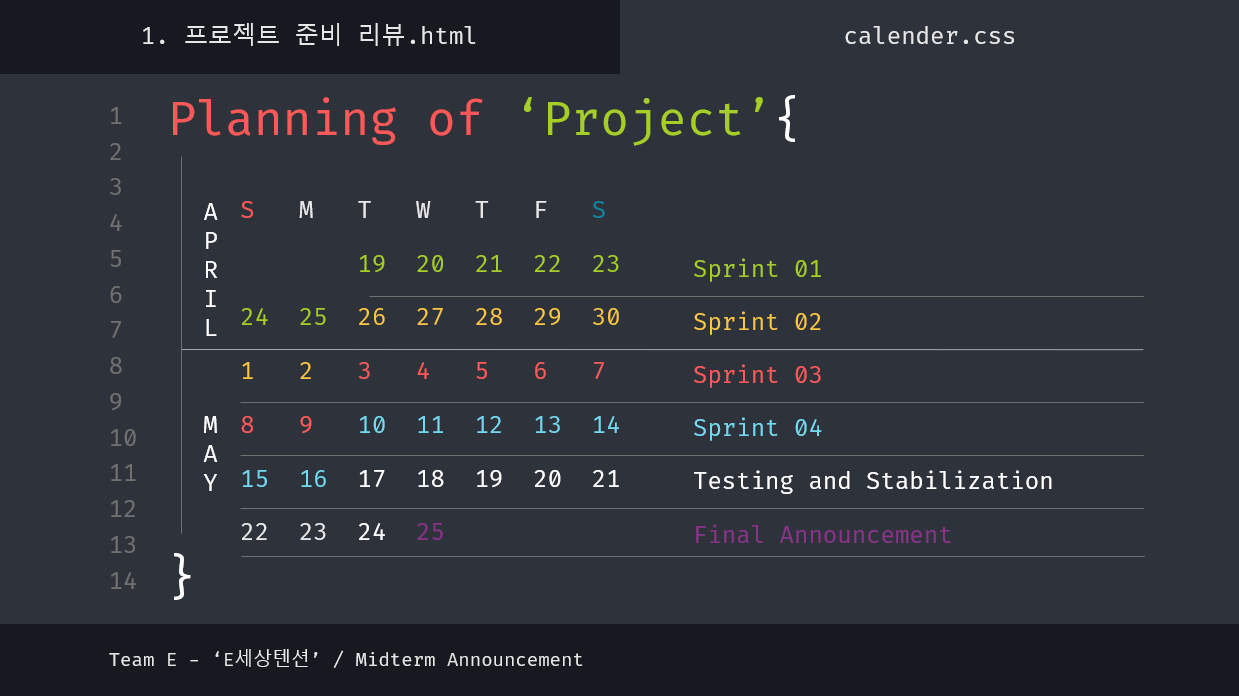 1. 프로젝트 준비 리뷰.html
calender.css
1
2
3
4
5
6
7
8
9
10
11
12
13
14
Planning of ‘Project’{
APRIL
S M T W T F S
19 20 21 22 23 Sprint 01
24 25 26 27 28 29 30 Sprint 02
MAY
1 2 3 4 5 6 7 Sprint 03
8 9 10 11 12 13 14 Sprint 04
15 16 17 18 19 20 21 Testing and Stabilization
22 23 24 25 Final Announcement
}
Team E – ‘E세상텐션’ / Midterm Announcement